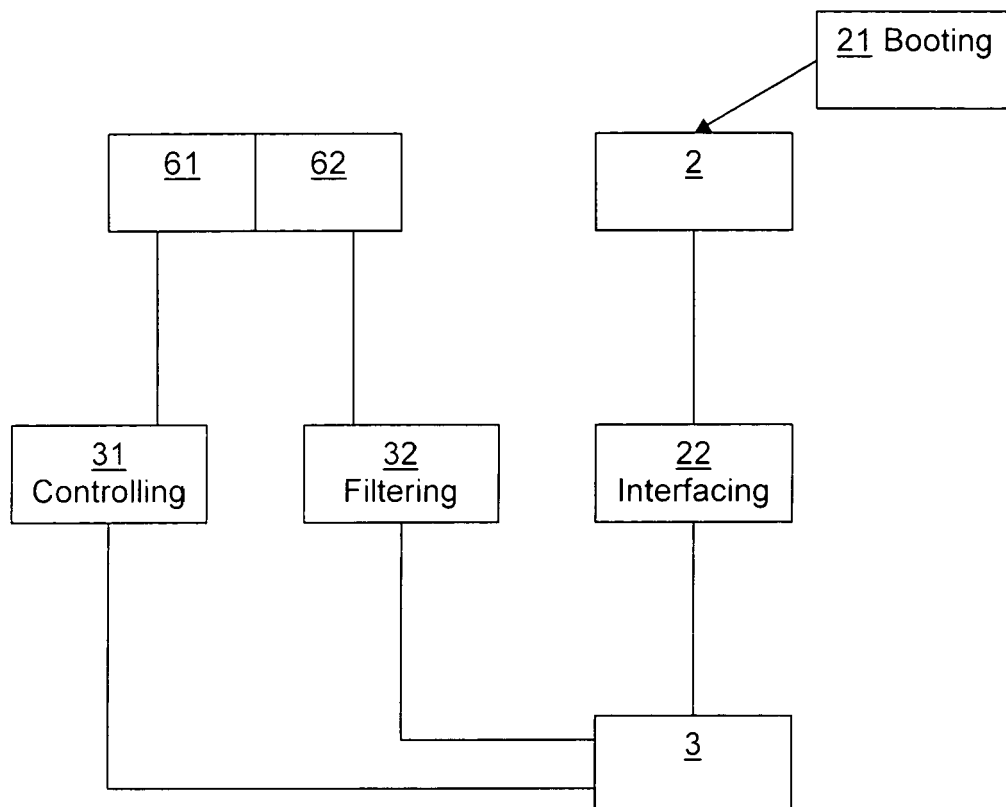 21 Booting
61
62
2
31
Controlling
32
Filtering
22
Interfacing
3